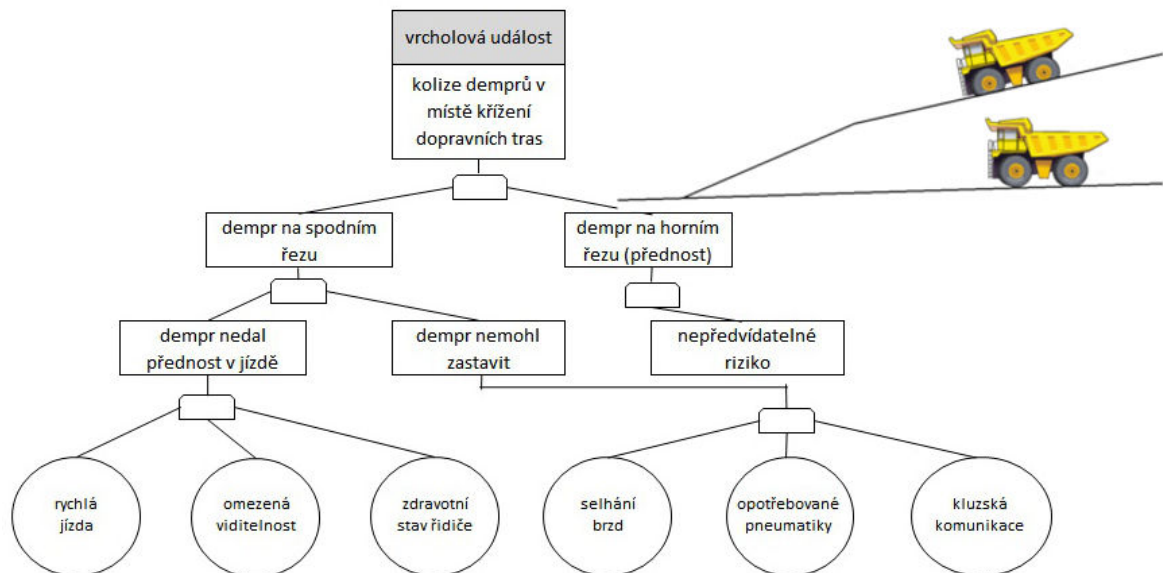 vrcholová událost
kolize demprů v
místě křížení
dopravních tras
dempr na spodním
řezu
dempr na horním
řezu (přednost)
dempr nedal
přednost v jízdě
dempr nemohl
zastavit
nepředvídatelné
riziko
rychlá
jízda
omezená
viditelnost
zdravotní
stav řidiče
selhání
brzd
opotřebované
pneumatiky
kluzská
komunikace